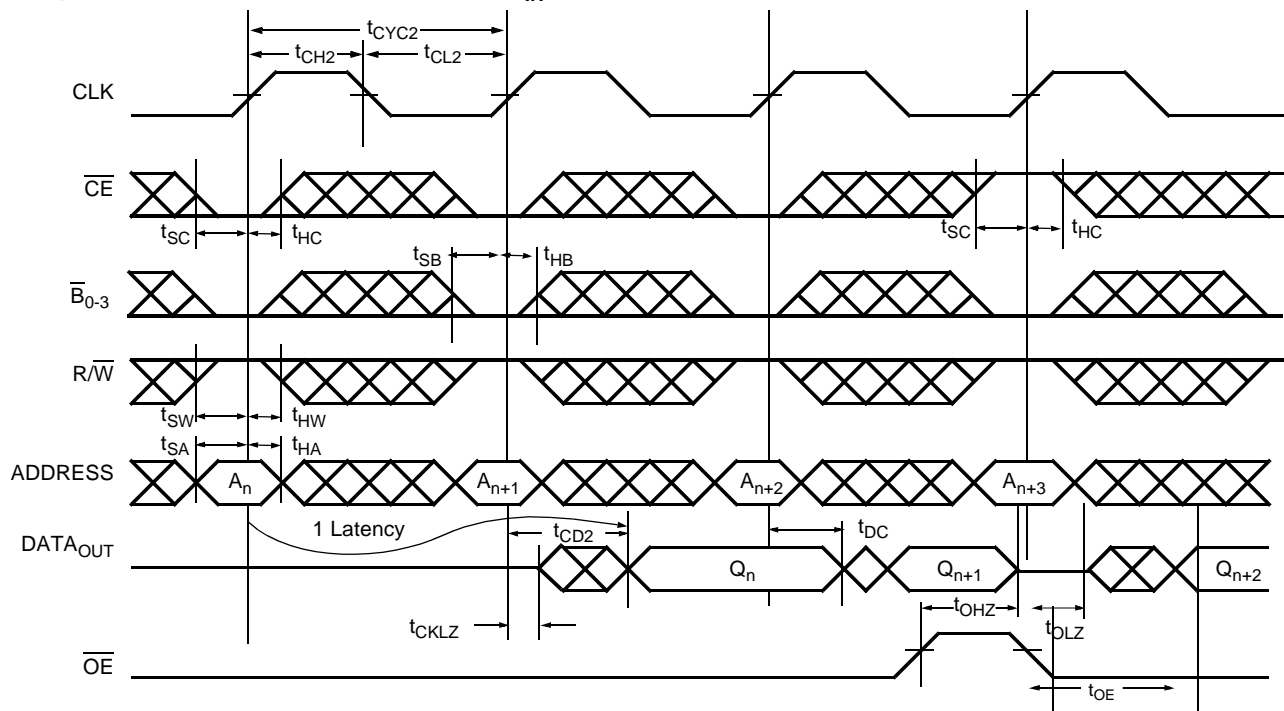 IN
tCYC2
tCH2 tCL2
CLK
CE
tSC tHC tSC tHC
tSB tHB
B0-3
R/W
tSW tHW
tSA tHA
ADDRESS An An+1 An+2 An+3
1 Latency tCD2 tDC
DATAOUT Qn Qn+1 Qn+2
tOHZ
tCKLZ tOLZ
OE
tOE